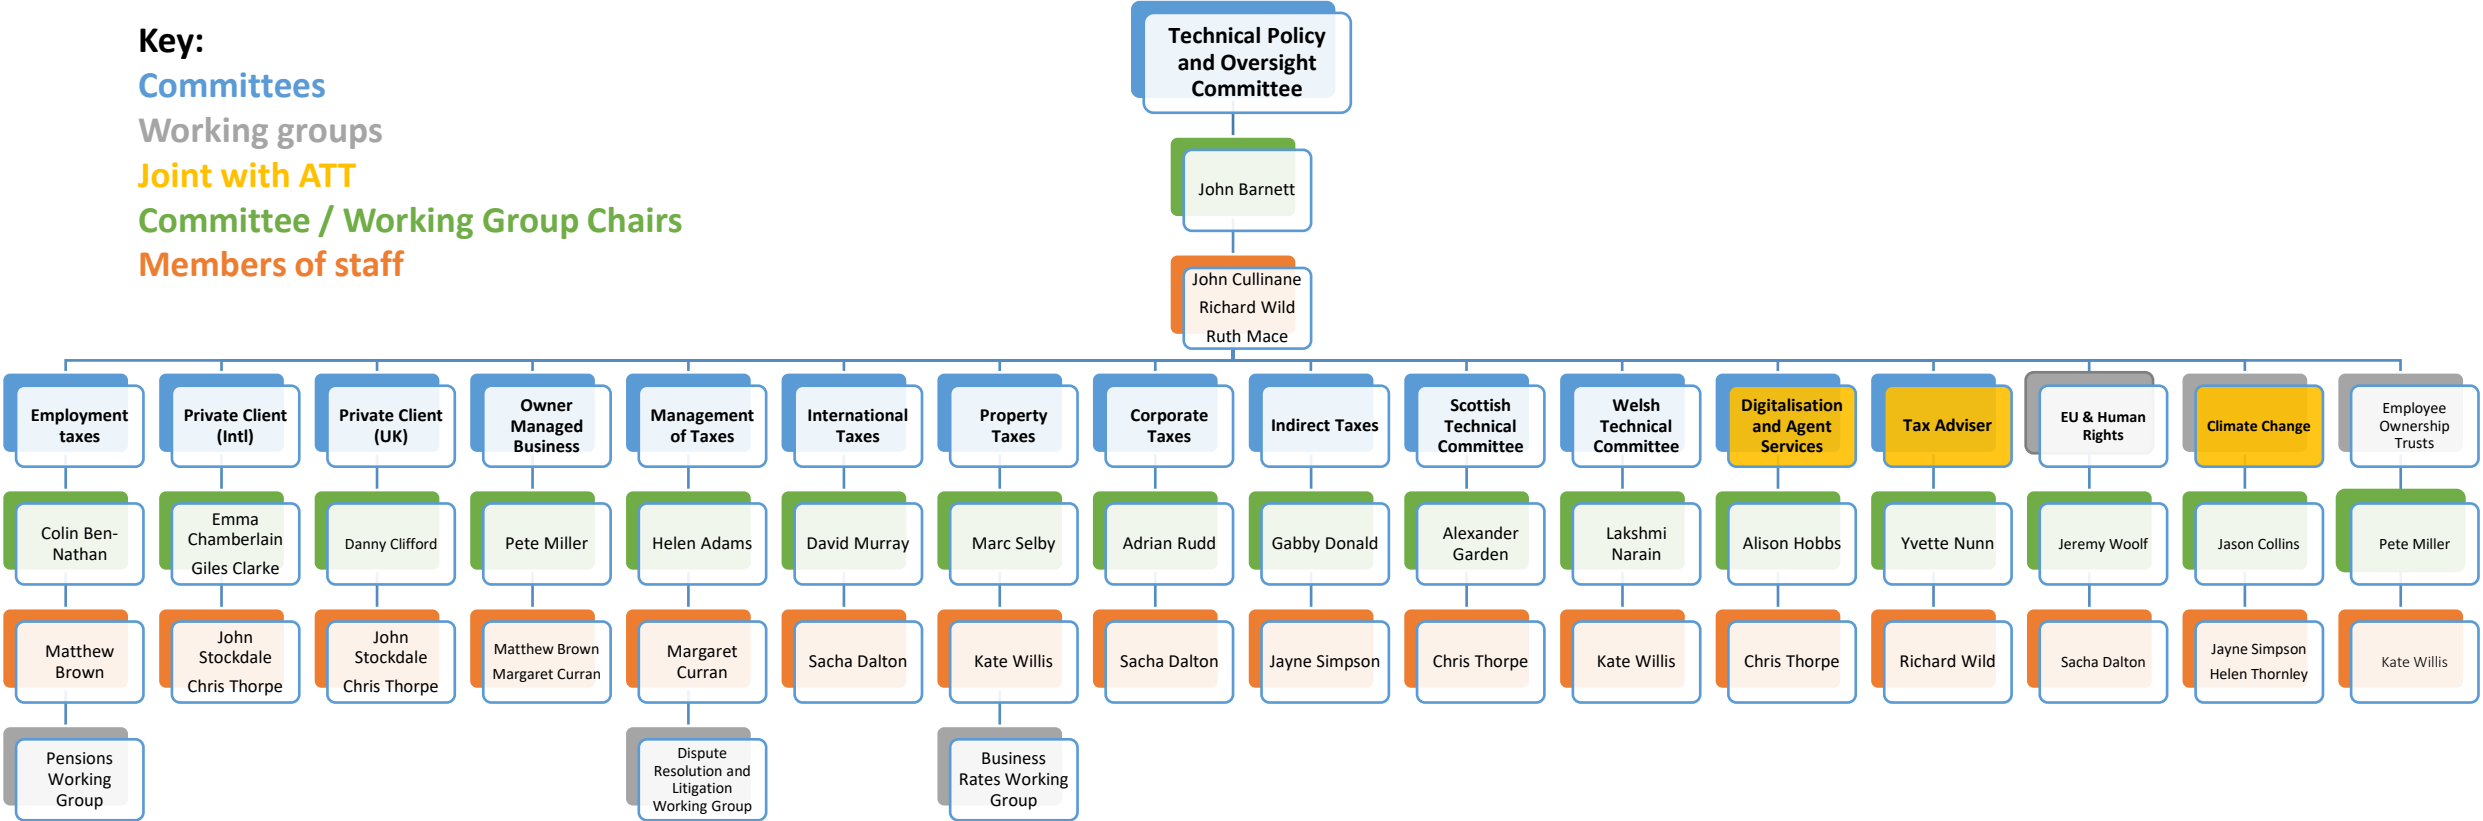 Key:
Committees
Working groups
Joint with ATT
Committee / Working Group Chairs
Members of staff
Technical Policy
and Oversight
Committee
John Barnett
John Cullinane
Richard Wild
Ruth Mace
Employment
taxes
Private Client
(Intl)
Private Client
(UK)
Owner
Managed
Business
Management
of Taxes
International
Taxes
Property
Taxes
Corporate
Taxes
Indirect Taxes
Scottish
Technical
Committee
Welsh
Technical
Committee
Digitalisation
and Agent
Services
Tax Adviser
EU & Human
Rights
Climate Change
Employee
Ownership
Trusts
Colin Ben-
Nathan
Emma
Chamberlain
Giles Clarke
Danny Clifford
Pete Miller
Helen Adams
David Murray
Marc Selby
Adrian Rudd
Gabby Donald
Alexander
Garden
Lakshmi
Narain
Alison Hobbs
Yvette Nunn
Jeremy Woolf
Jason Collins
Pete Miller
Matthew
Brown
John
Stockdale
Chris Thorpe
John
Stockdale
Chris Thorpe
Matthew Brown
Margaret Curran
Margaret
Curran
Sacha Dalton
Kate Willis
Sacha Dalton
Jayne Simpson
Chris Thorpe
Kate Willis
Chris Thorpe
Richard Wild
Sacha Dalton
Jayne Simpson
Helen Thornley
Kate Willis
Pensions
Working
Group
Dispute
Resolution and
Litigation
Working Group
Business
Rates Working
Group